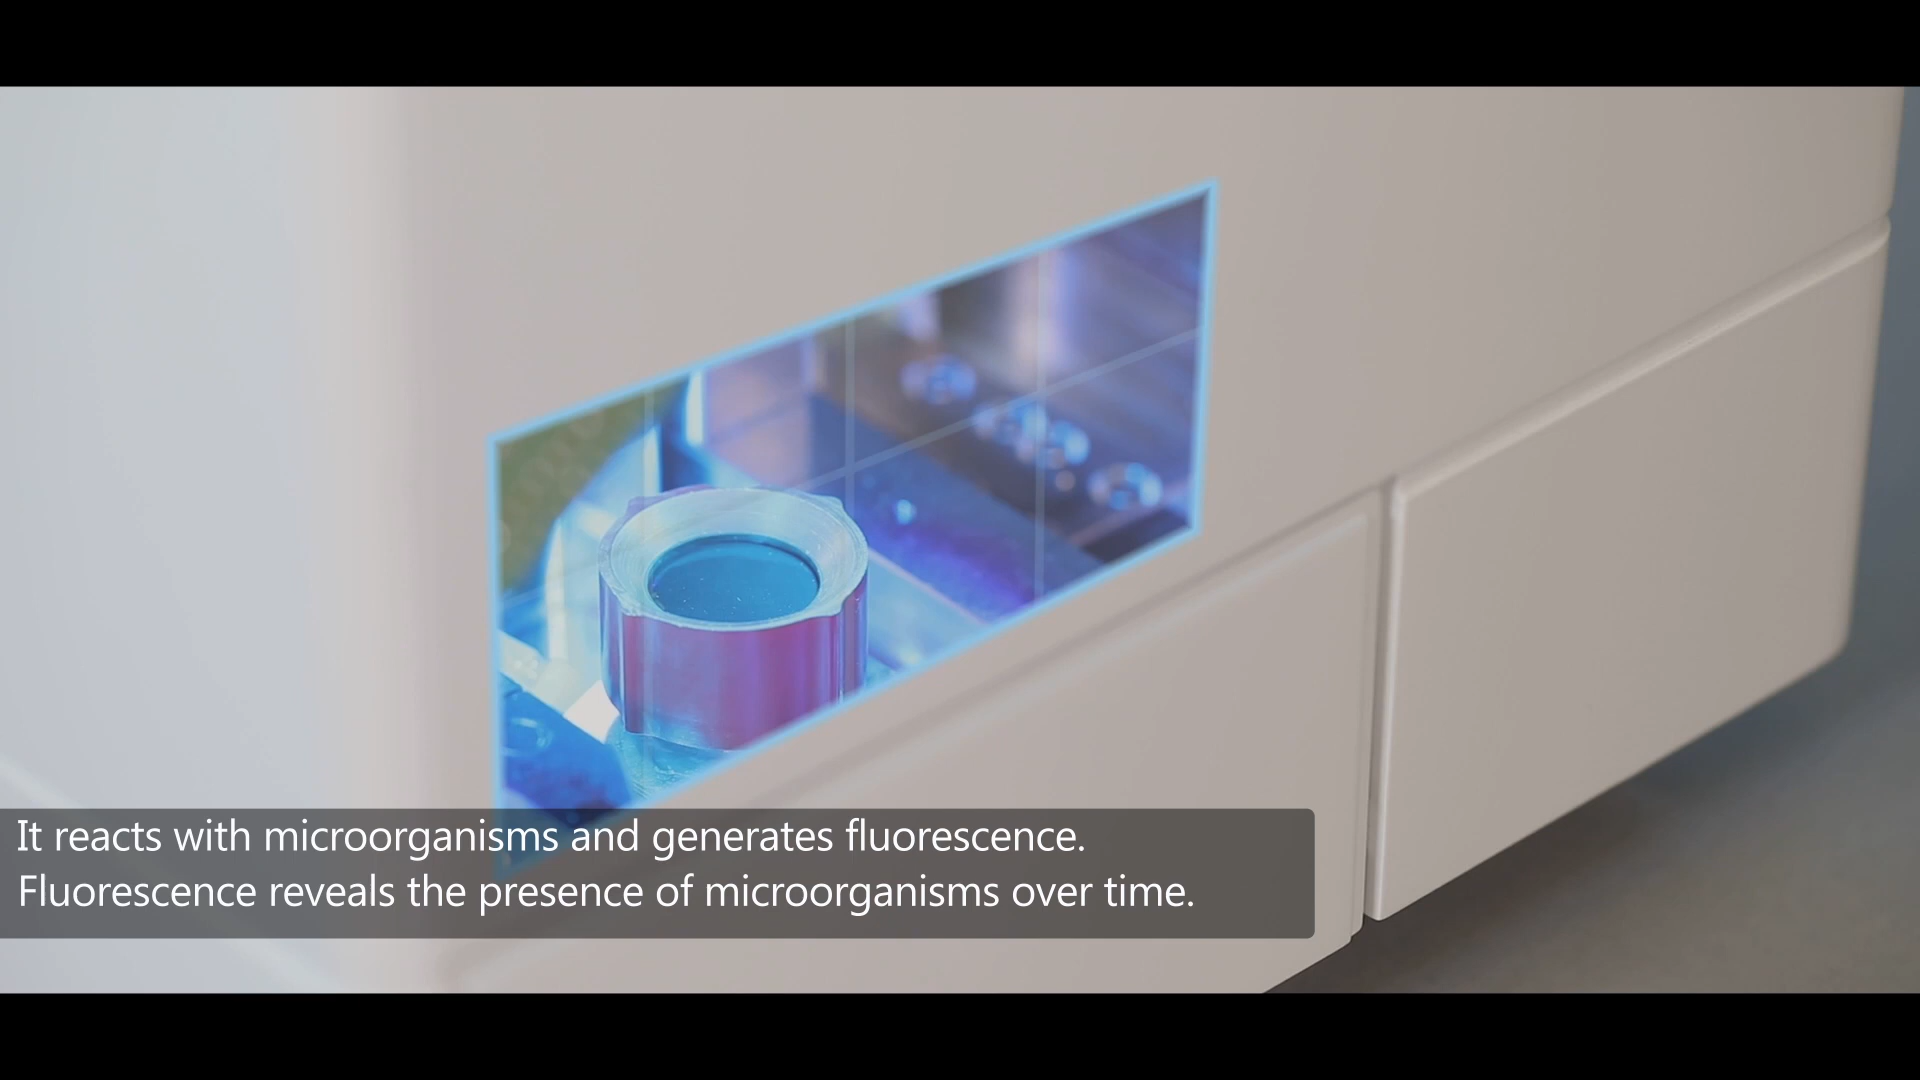 It reacts with microorganisms and generates fluorescence.
Fluorescence reveals the presence of microorganisms over time.